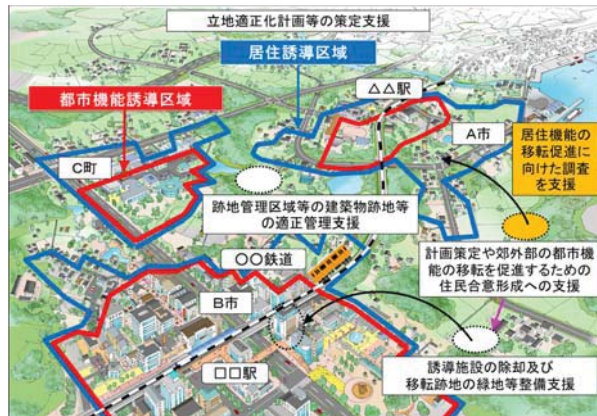 立地適正化計画等の策定支援
居住誘導区域
都市機能誘導区域
△△駅
A市
居住機能の
移転促進に
向けた調査
を支援
C町
跡地管理区域等の建築物跡地等
の適正管理支援
〇〇鉄道
計画策定や郊外部の都市機
能の移転を促進するための
住民合意形成への支援
B市
□□駅
誘導施設の除却及び
移転跡地の緑地等整備支援